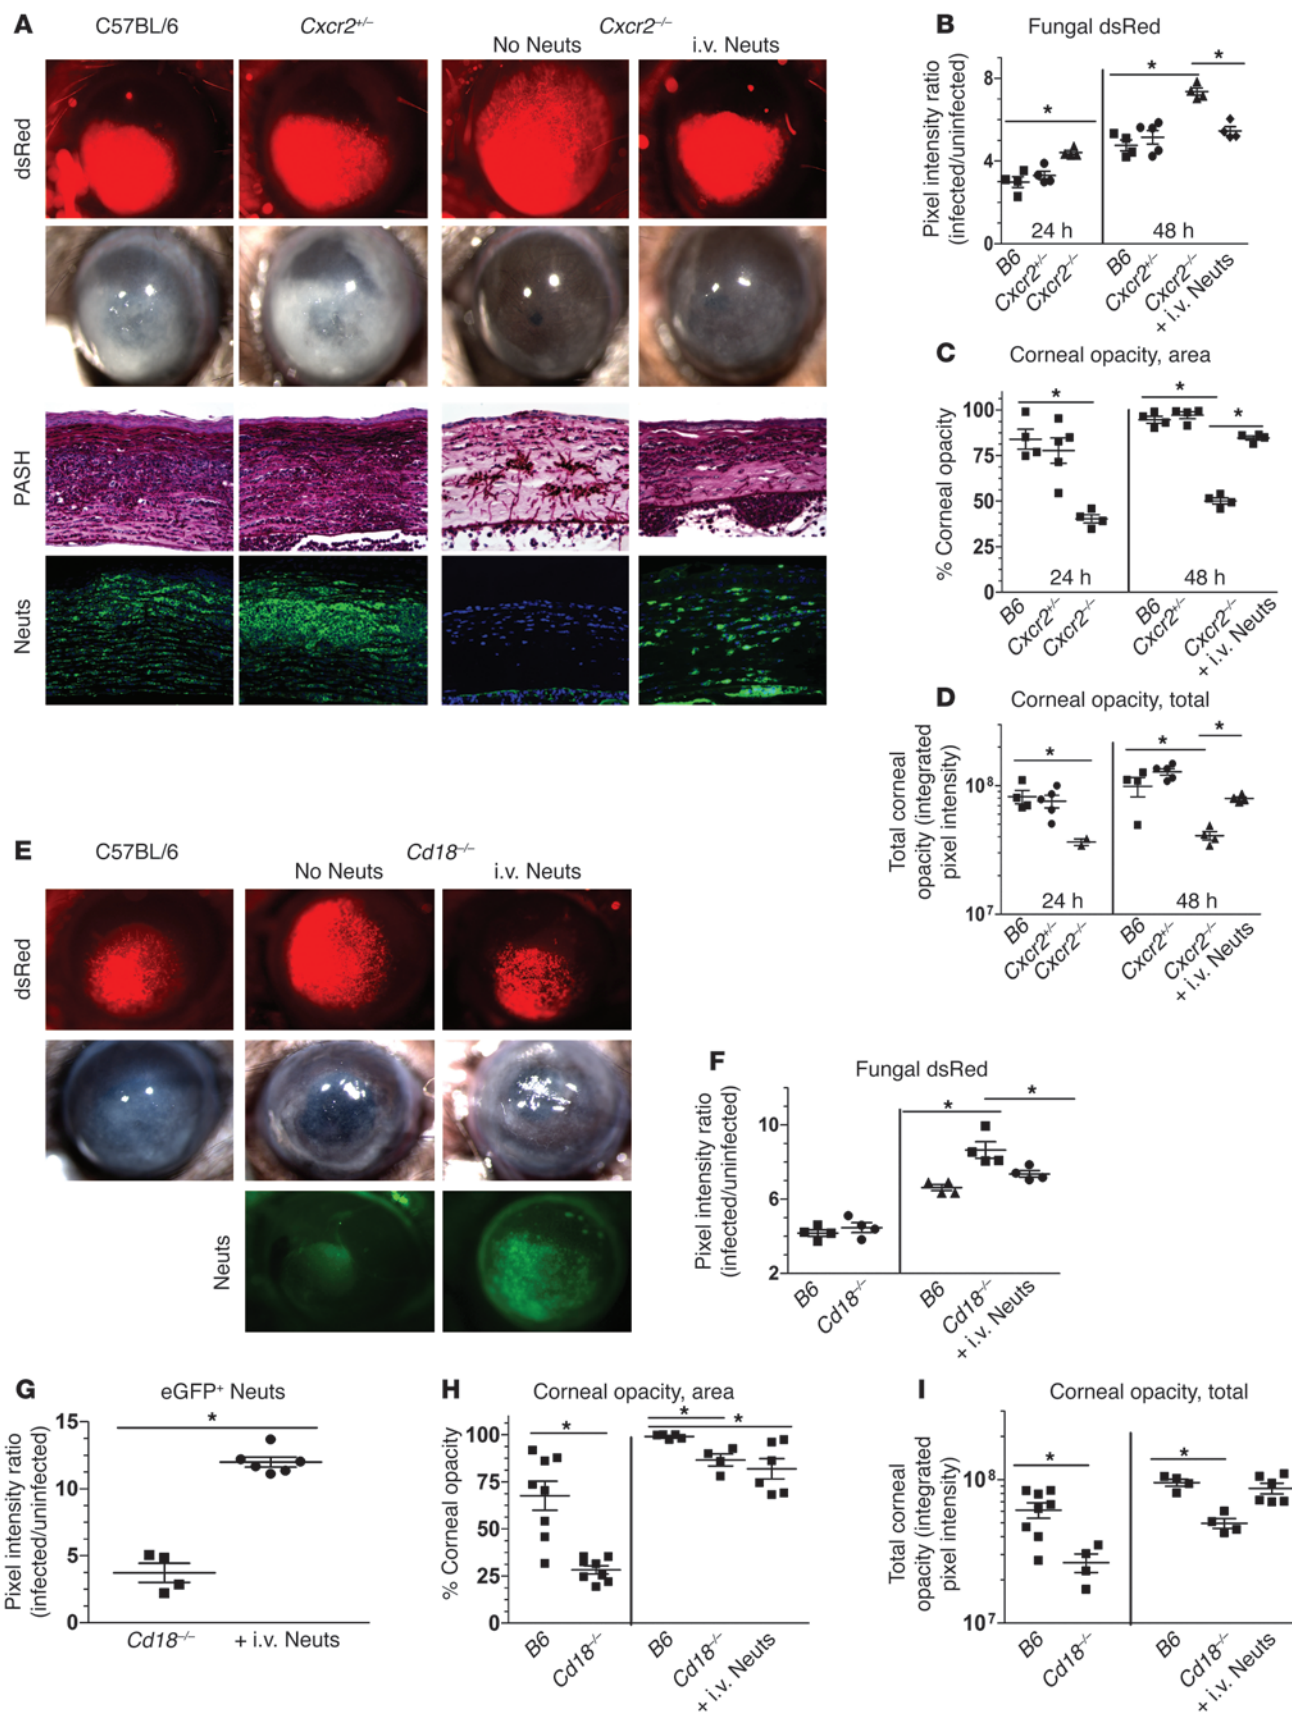 A
C57BL/6
Cxcr2+/–
Cxcr2–/–
No Neuts
i.v. Neuts
dsRed
PASH
Neuts
B
Fungal dsRed
Pixel intensity ratio
(infected/uninfected)
8
4
0
*
*
*
24 h
48 h
B6
Cxcr2+/–
Cxcr2–/–
B6
Cxcr2+/–
Cxcr2–/–
+ i.v. Neuts
C
Corneal opacity, area
% Corneal opacity
100
75
50
25
0
*
*
*
24 h
48 h
B6
Cxcr2+/–
Cxcr2–/–
B6
Cxcr2+/–
Cxcr2–/–
+ i.v. Neuts
D
Corneal opacity, total
Total corneal
opacity (integrated
pixel intensity)
10⁸
10⁷
*
*
*
24 h
48 h
B6
Cxcr2+/–
Cxcr2–/–
B6
Cxcr2+/–
Cxcr2–/–
+ i.v. Neuts
E
C57BL/6
Cd18–/–
No Neuts
i.v. Neuts
dsRed
Neuts
F
Fungal dsRed
Pixel intensity ratio
(infected/uninfected)
10
6
2
*
*
B6
Cd18–/–
B6
Cd18–/–
+ i.v. Neuts
G
eGFP+ Neuts
Pixel intensity ratio
(infected/uninfected)
15
10
5
0
*
Cd18–/–
+ i.v. Neuts
H
Corneal opacity, area
% Corneal opacity
100
75
50
25
0
*
*
*
B6
Cd18–/–
B6
Cd18–/–
+ i.v. Neuts
I
Corneal opacity, total
Total corneal
opacity (integrated
pixel intensity)
10⁸
10⁷
*
*
B6
Cd18–/–
B6
Cd18–/–
+ i.v. Neuts